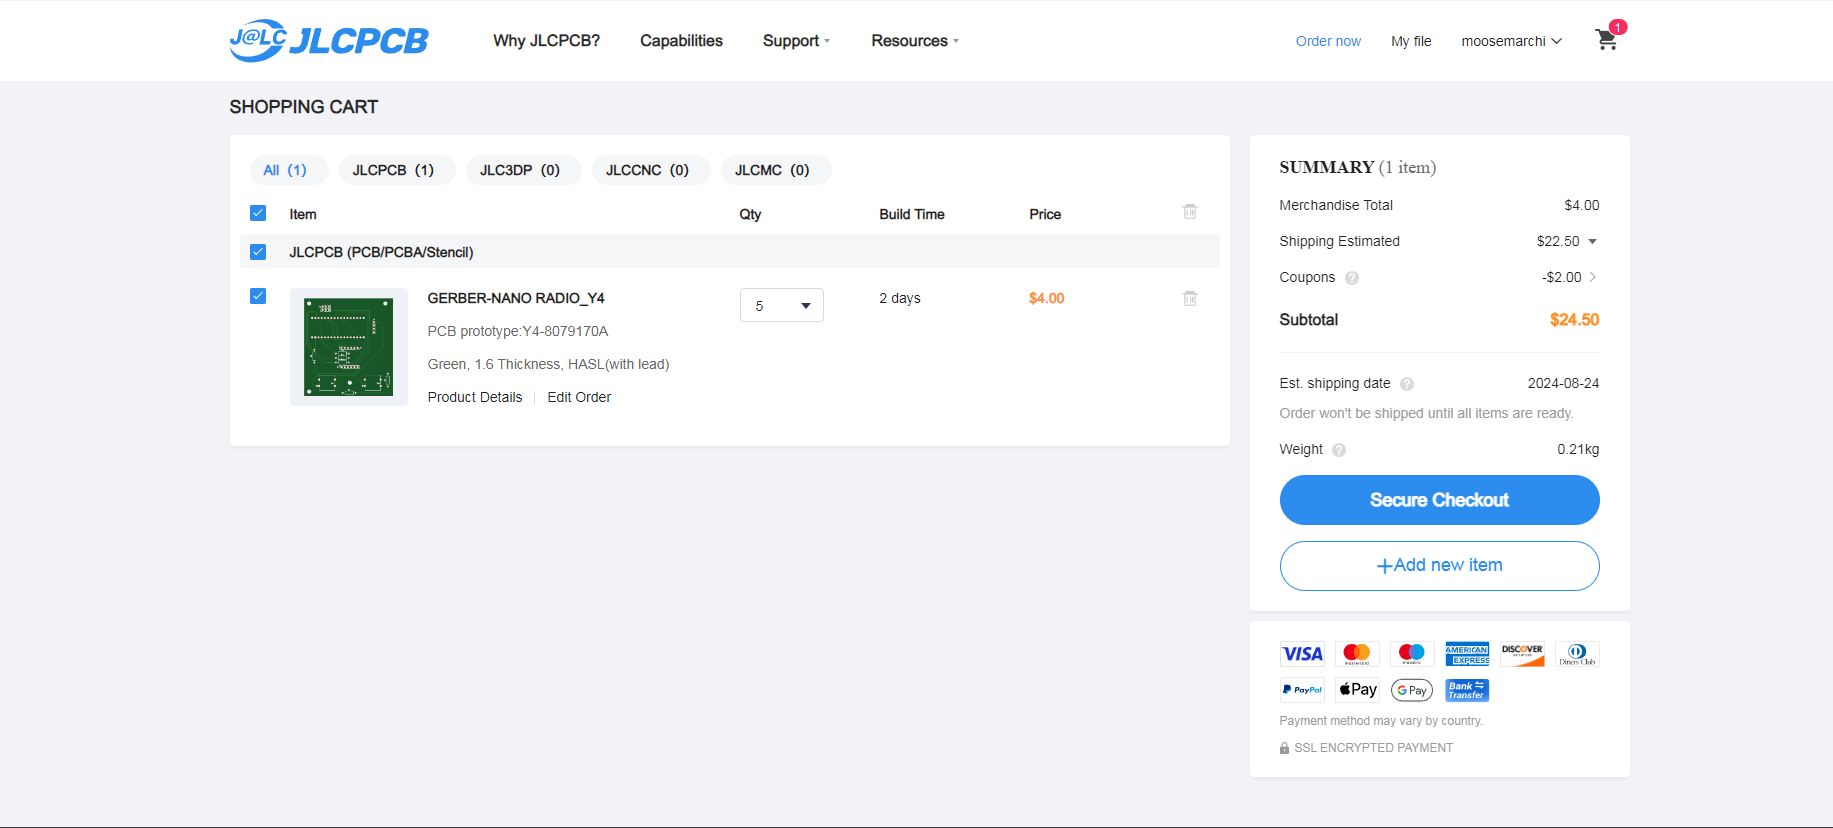 J@LC JLCPCB
Why JLCPCB? Capabilities Support Resources Order now My file moosemarchi 1
SHOPPING CART
All (1) JLCPCB (1) JLC3DP (0) JLCCNC (0) JLCMC (0)
Item Qty Build Time Price
JLCPCB (PCB/PCBA/Stencil)
GERBER-NANO RADIO_Y4 5 2 days $4.00
PCB prototype:Y4-8079170A
Green, 1.6 Thickness, HASL(with lead)
Product Details Edit Order
SUMMARY (1 item)
Merchandise Total $4.00
Shipping Estimated $22.50
Coupons ? -$2.00
Subtotal $24.50
Est. shipping date ? 2024-08-24
Order won't be shipped until all items are ready.
Weight ? 0.21kg
Secure Checkout
+Add new item
VISA mastercard maestro AMERICAN EXPRESS DISCOVER NETWORK Diners Club
PayPal Pay G Pay Bank Transfer
Payment method may vary by country.
SSL ENCRYPTED PAYMENT